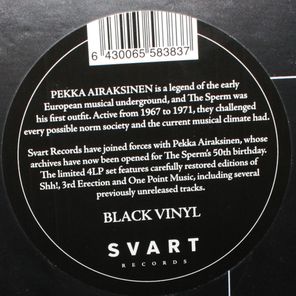 6 430065 583837
PEKKA AIRAKSINEN is a legend of the early
European musical underground, and The Sperm was
his first outfit. Active from 1967 to 1971, they challenged
every possible norm society and the current musical climate had.
Svart Records have joined forces with Pekka Airaksinen, whose
archives have now been opened for The Sperm's 50th birthday.
The limited 4LP set features carefully restored editions of
Shh!, 3rd Erection and One Point Music, including several
previously unreleased tracks.
BLACK VINYL
SVART
RECORDS